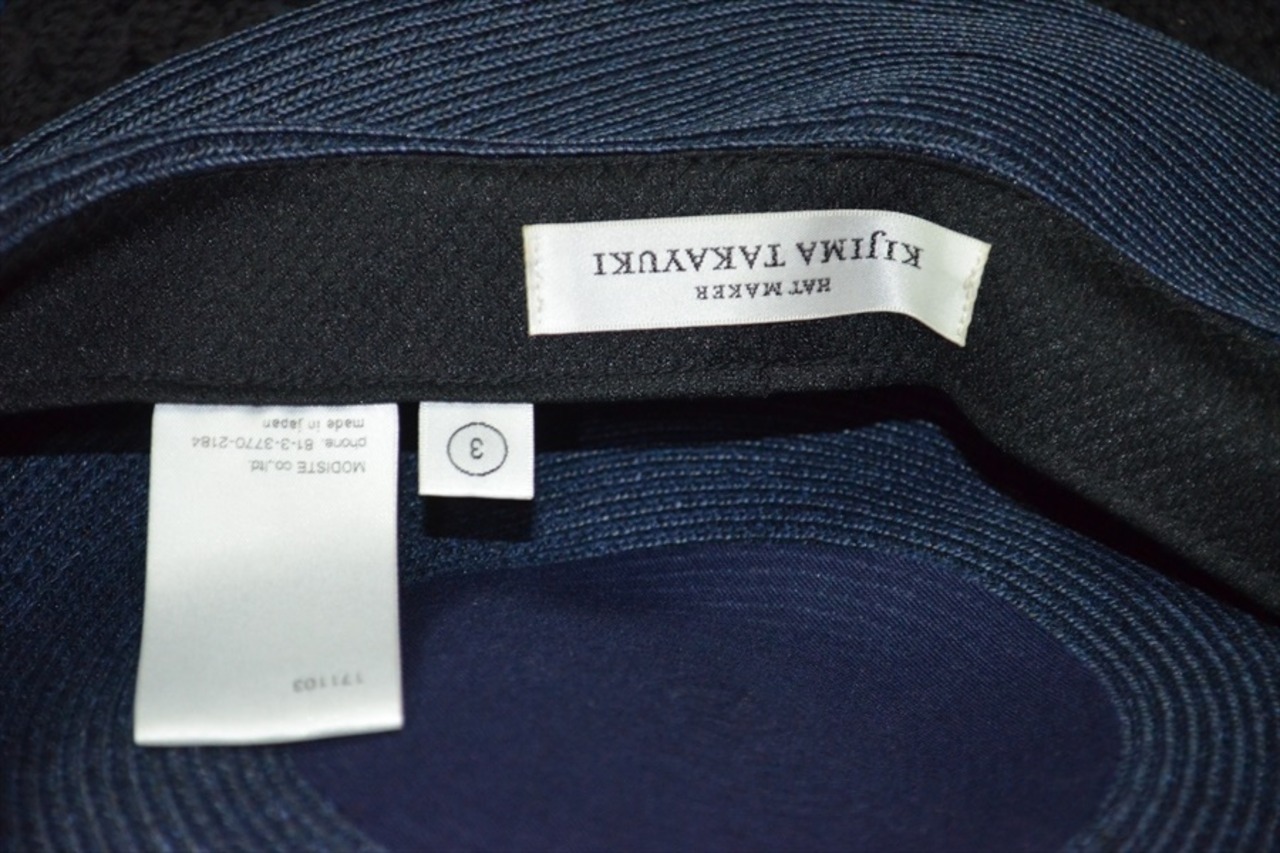 KIJIMA TAKAYUKI
HAT MAKER
3
MODISTE co.,ltd.
phone. 81-3-3770-2184
made in japan
171103